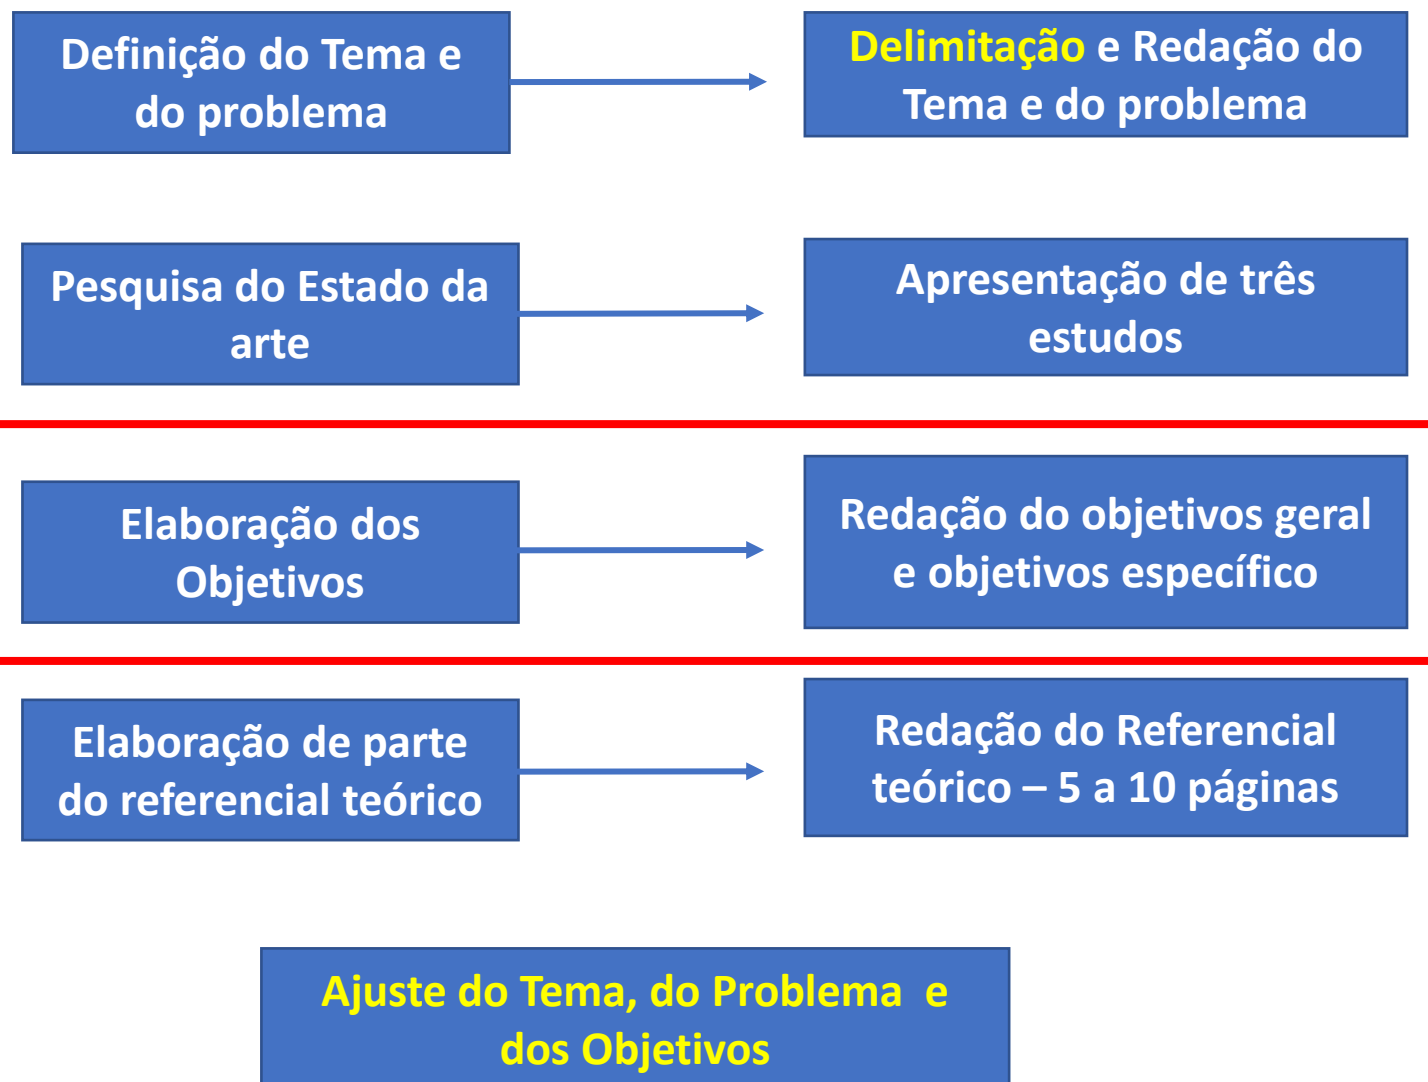 Definição do Tema e
do problema
Delimitação e Redação do
Tema e do problema
Pesquisa do Estado da
arte
Apresentação de três
estudos
Elaboração dos
Objetivos
Redação do objetivos geral
e objetivos específico
Elaboração de parte
do referencial teórico
Redação do Referencial
teórico – 5 a 10 páginas
Ajuste do Tema, do Problema  e
dos Objetivos